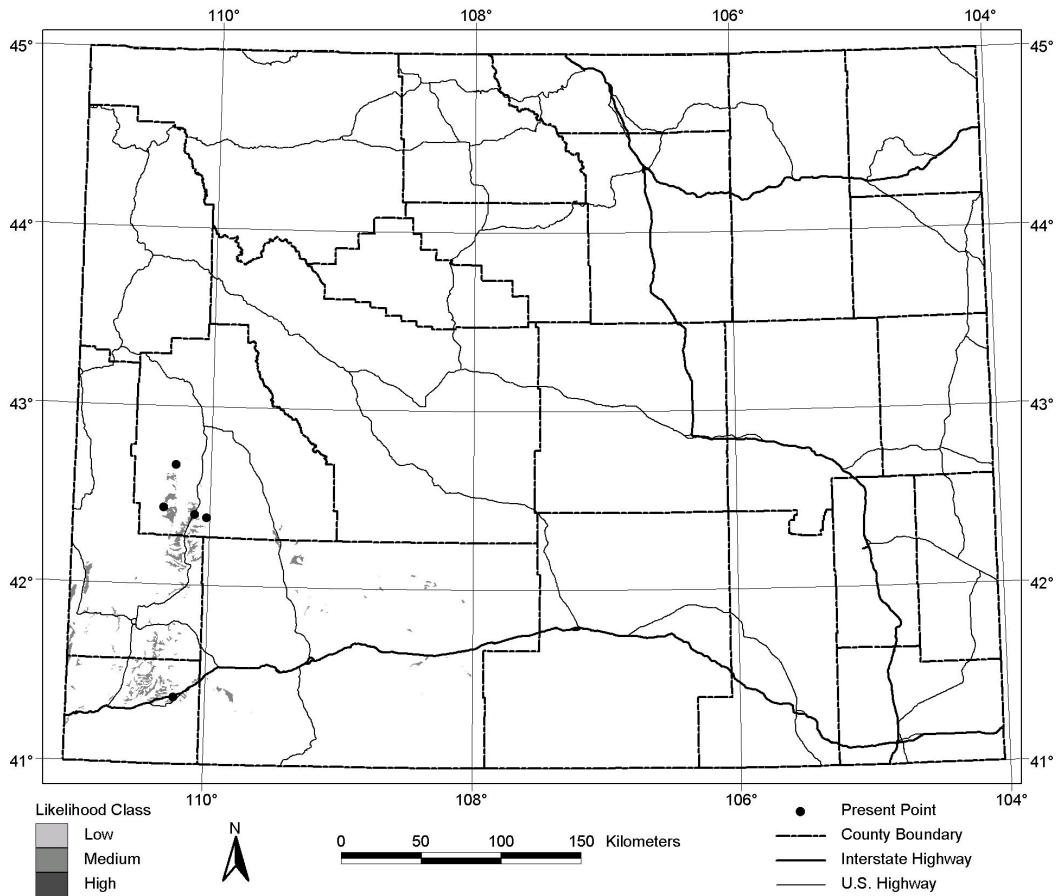 110° 108° 106° 104°
45° 45°
44° 44°
43° 43°
42° 42°
41° 41°
110° 108° 106° 104°
Likelihood Class
Low
Medium
High
N
0 50 100 150 Kilometers
Present Point
County Boundary
Interstate Highway
U.S. Highway